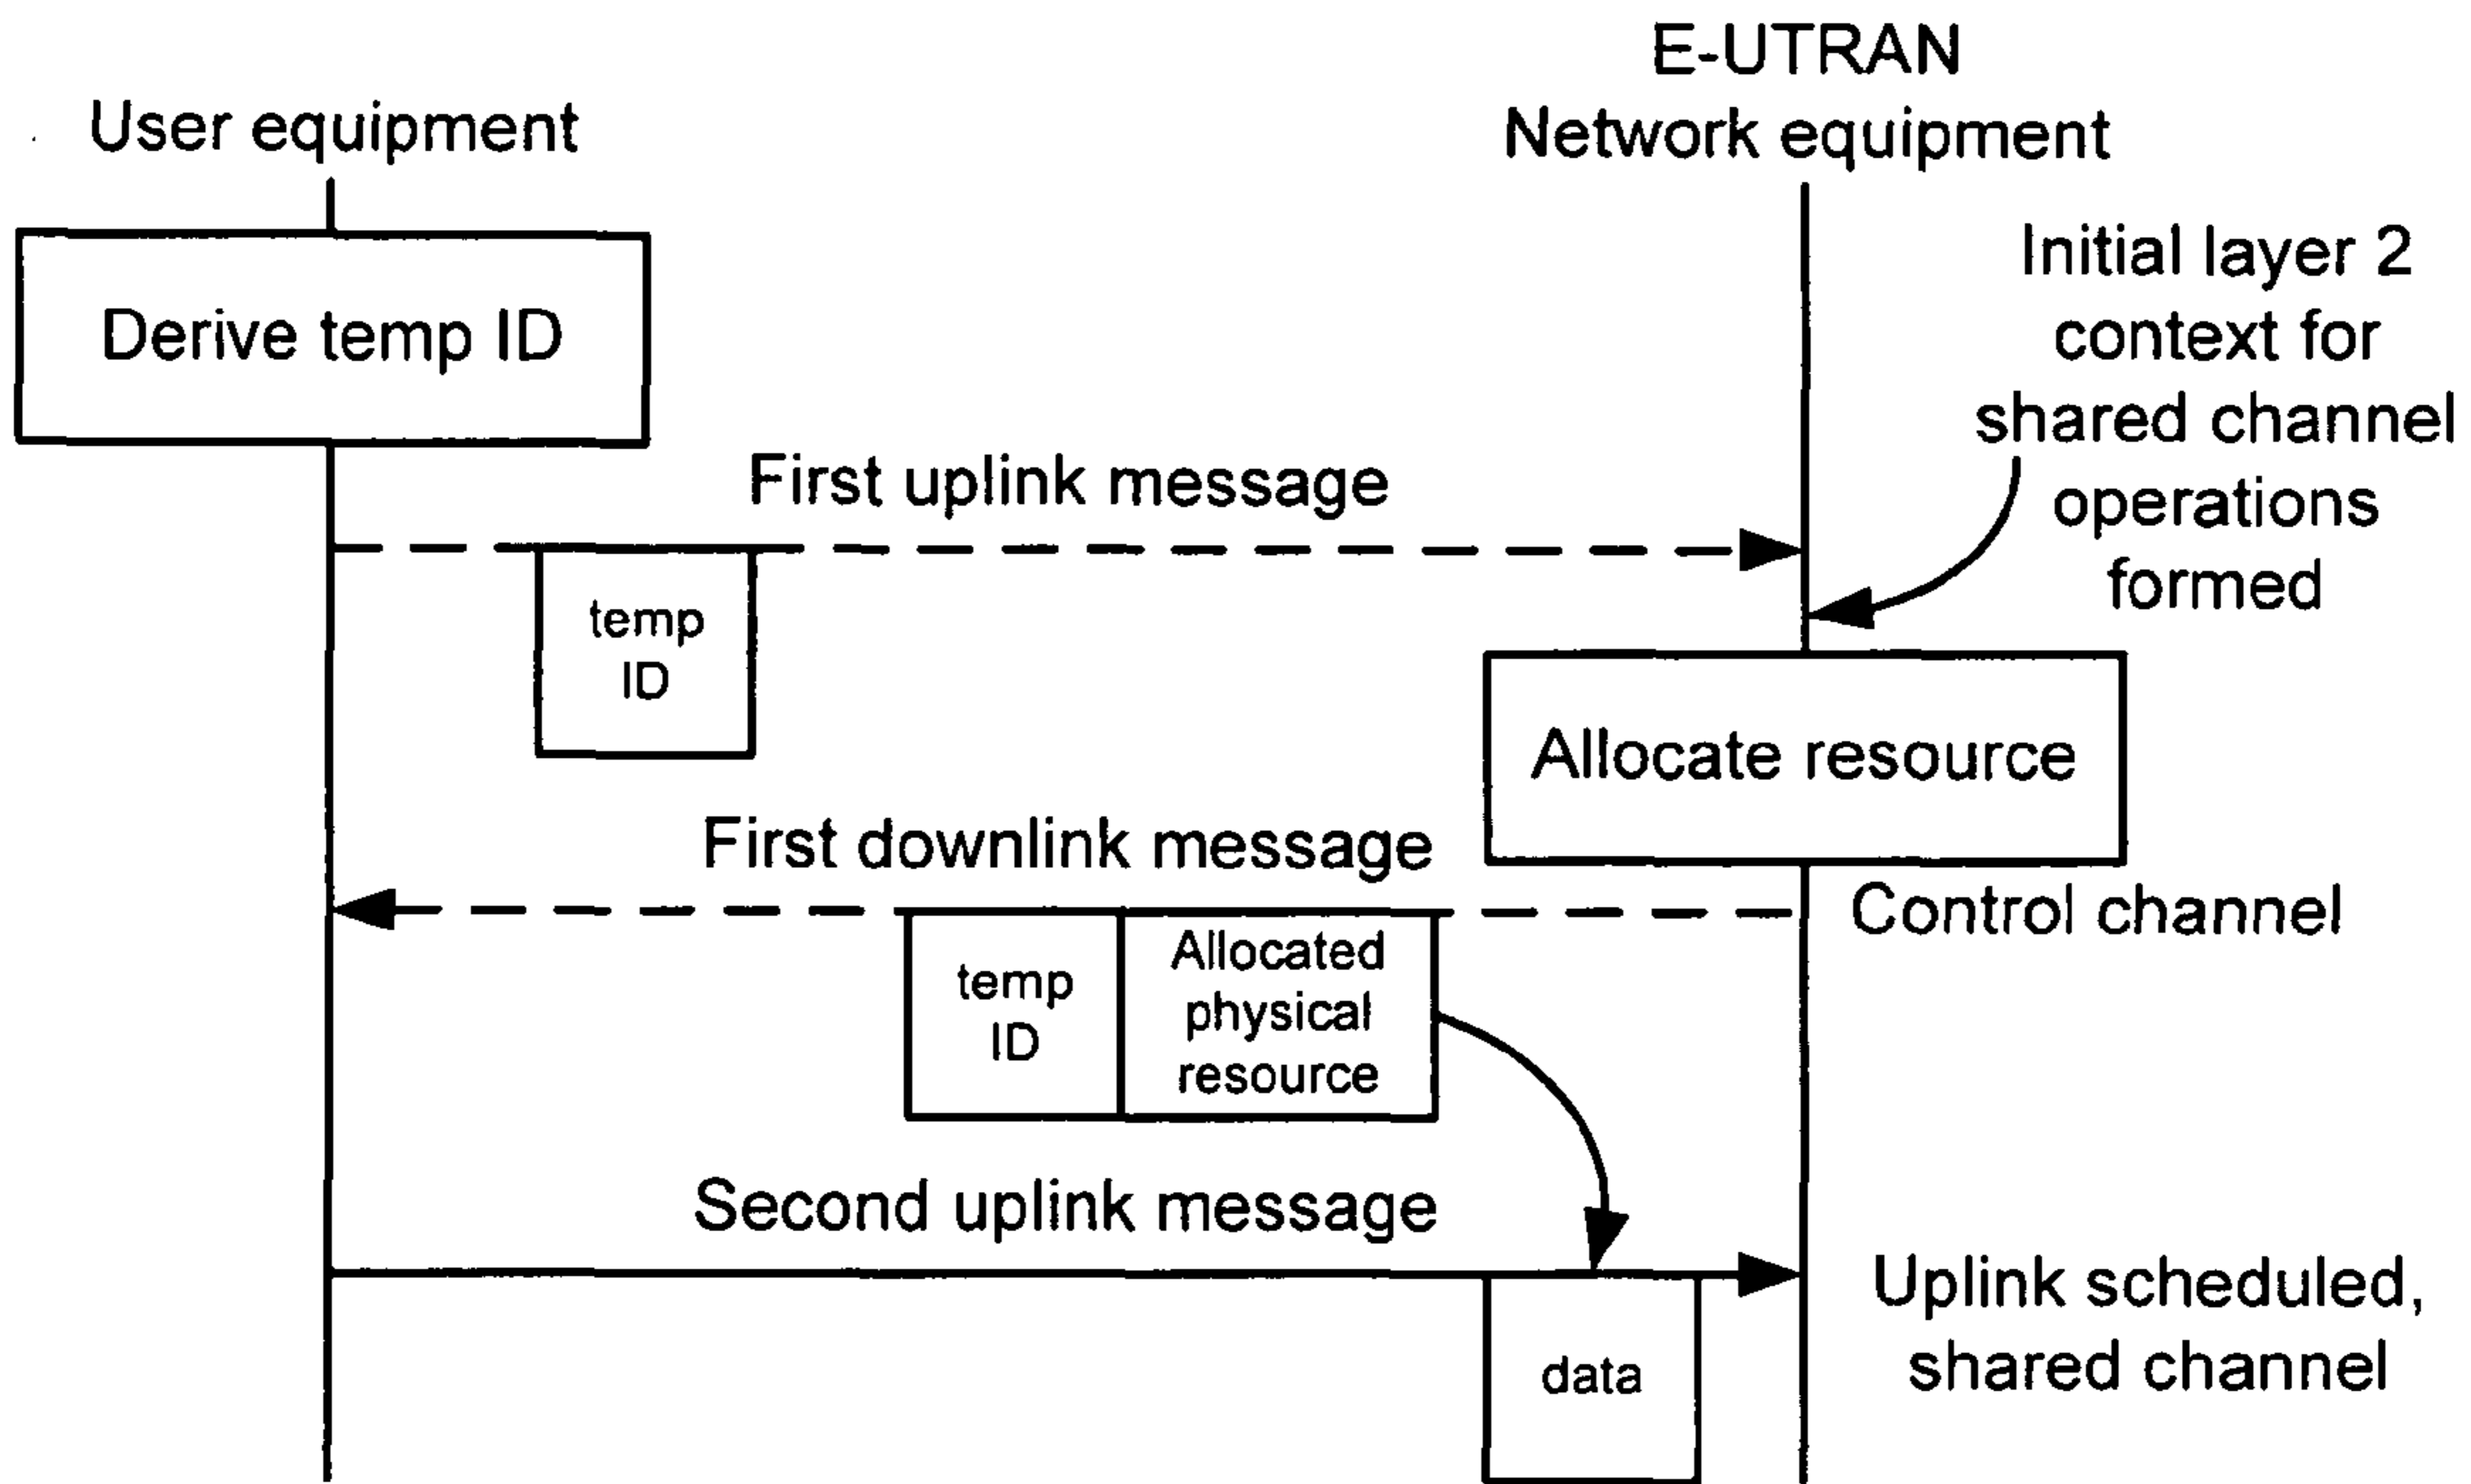 E-UTRAN
Network equipment
User equipment
Derive temp ID
Initial layer 2
context for
shared channel
operations
formed
First uplink message
temp
ID
Allocate resource
First downlink message
Control channel
temp
ID
Allocated
physical
resource
Second uplink message
Uplink scheduled,
shared channel
data